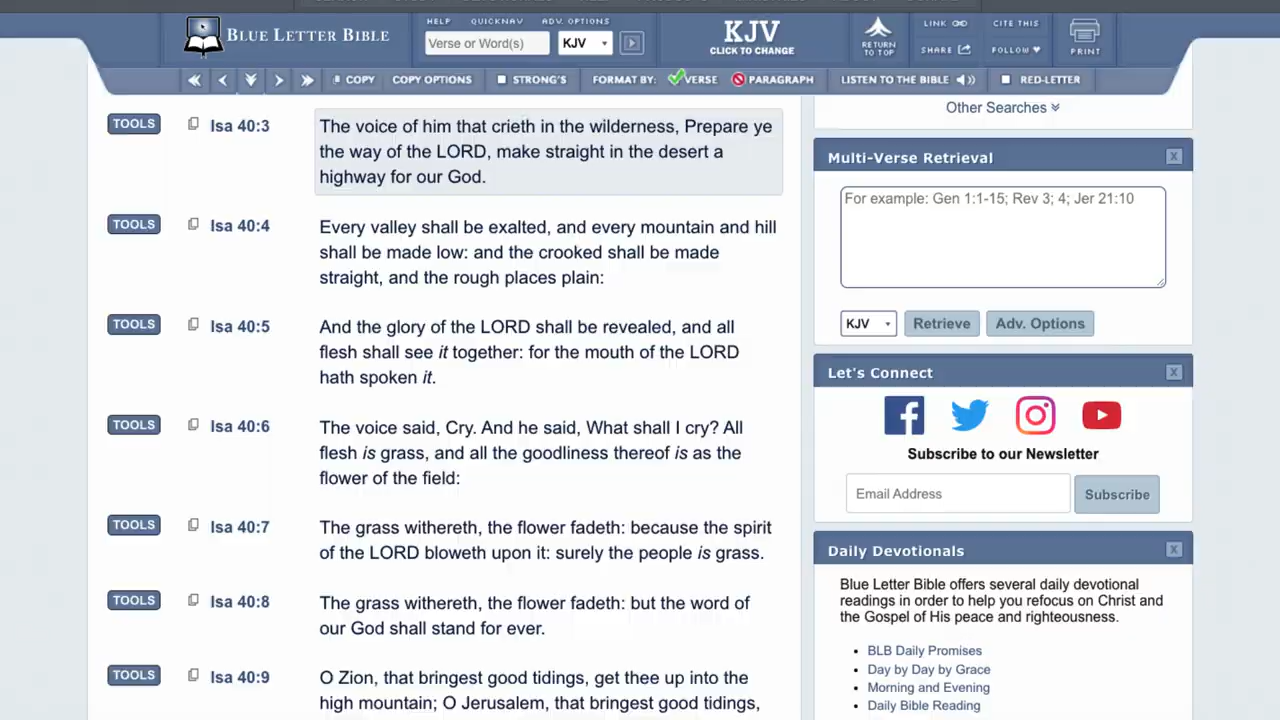 HELP QUICKNAV ADV. OPTIONS
BLUE LETTER BIBLE
Verse or Word(s) KJV
KJV
CLICK TO CHANGE
RETURN
TO TOP
LINK CITE THIS
SHARE FOLLOW
PRINT
COPY COPY OPTIONS STRONG'S FORMAT BY: VERSE PARAGRAPH LISTEN TO THE BIBLE RED-LETTER
TOOLS Isa 40:3 The voice of him that crieth in the wilderness, Prepare ye
the way of the LORD, make straight in the desert a
highway for our God.
TOOLS Isa 40:4 Every valley shall be exalted, and every mountain and hill
shall be made low: and the crooked shall be made
straight, and the rough places plain:
TOOLS Isa 40:5 And the glory of the LORD shall be revealed, and all
flesh shall see it together: for the mouth of the LORD
hath spoken it.
TOOLS Isa 40:6 The voice said, Cry. And he said, What shall I cry? All
flesh is grass, and all the goodliness thereof is as the
flower of the field:
TOOLS Isa 40:7 The grass withereth, the flower fadeth: because the spirit
of the LORD bloweth upon it: surely the people is grass.
TOOLS Isa 40:8 The grass withereth, the flower fadeth: but the word of
our God shall stand for ever.
TOOLS Isa 40:9 O Zion, that bringest good tidings, get thee up into the
high mountain; O Jerusalem, that bringest good tidings,
Other Searches
Multi-Verse Retrieval X
For example: Gen 1:1-15; Rev 3; 4; Jer 21:10
KJV Retrieve Adv. Options
Let's Connect X
Subscribe to our Newsletter
Email Address Subscribe
Daily Devotionals X
Blue Letter Bible offers several daily devotional
readings in order to help you refocus on Christ and
the Gospel of His peace and righteousness.
BLB Daily Promises
Day by Day by Grace
Morning and Evening
Daily Bible Reading